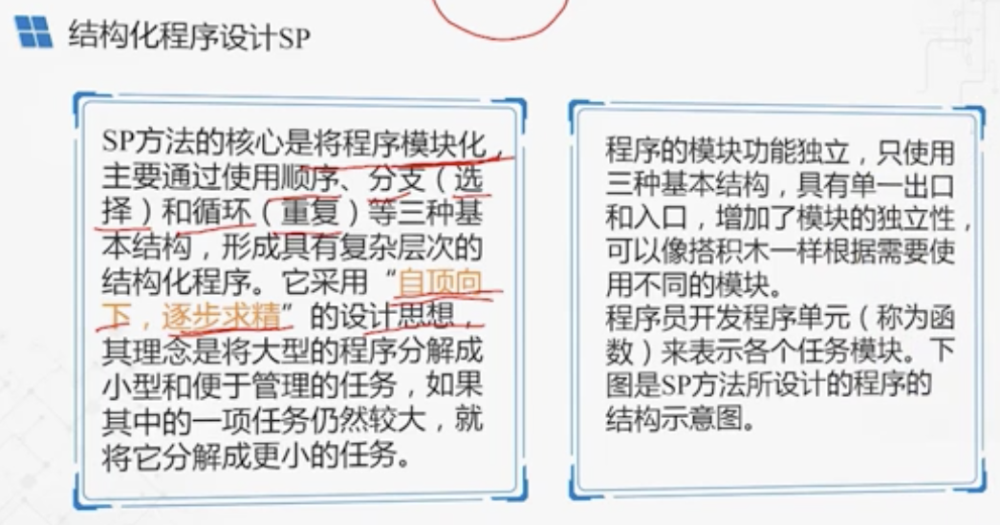 结构化程序设计SP
SP方法的核心是将程序模块化，
主要通过使用顺序、分支（选
择）和循环（重复）等三种基
本结构，形成具有复杂层次的
结构化程序。它采用“自顶向
下，逐步求精”的设计思想，
其理念是将大型的程序分解成
小型和便于管理的任务，如果
其中的一项任务仍然较大，就
将它分解成更小的任务。
程序的模块功能独立，只使用
三种基本结构，具有单一出口
和入口，增加了模块的独立性，
可以像搭积木一样根据需要使
用不同的模块。
程序员开发程序单元（称为函
数）来表示各个任务模块。下
图是SP方法所设计的程序的
结构示意图。